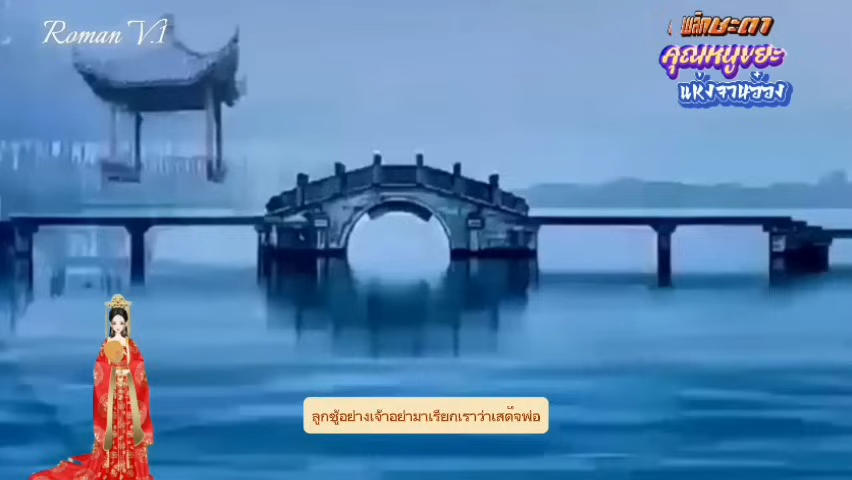 Roman V.1
พลิกชะตา
คุณหนูขยะ
แห่งจวนอ๋อง
ลูกชู้อย่างเจ้าอย่ามาเรียกเราว่าเสด็จพ่อ